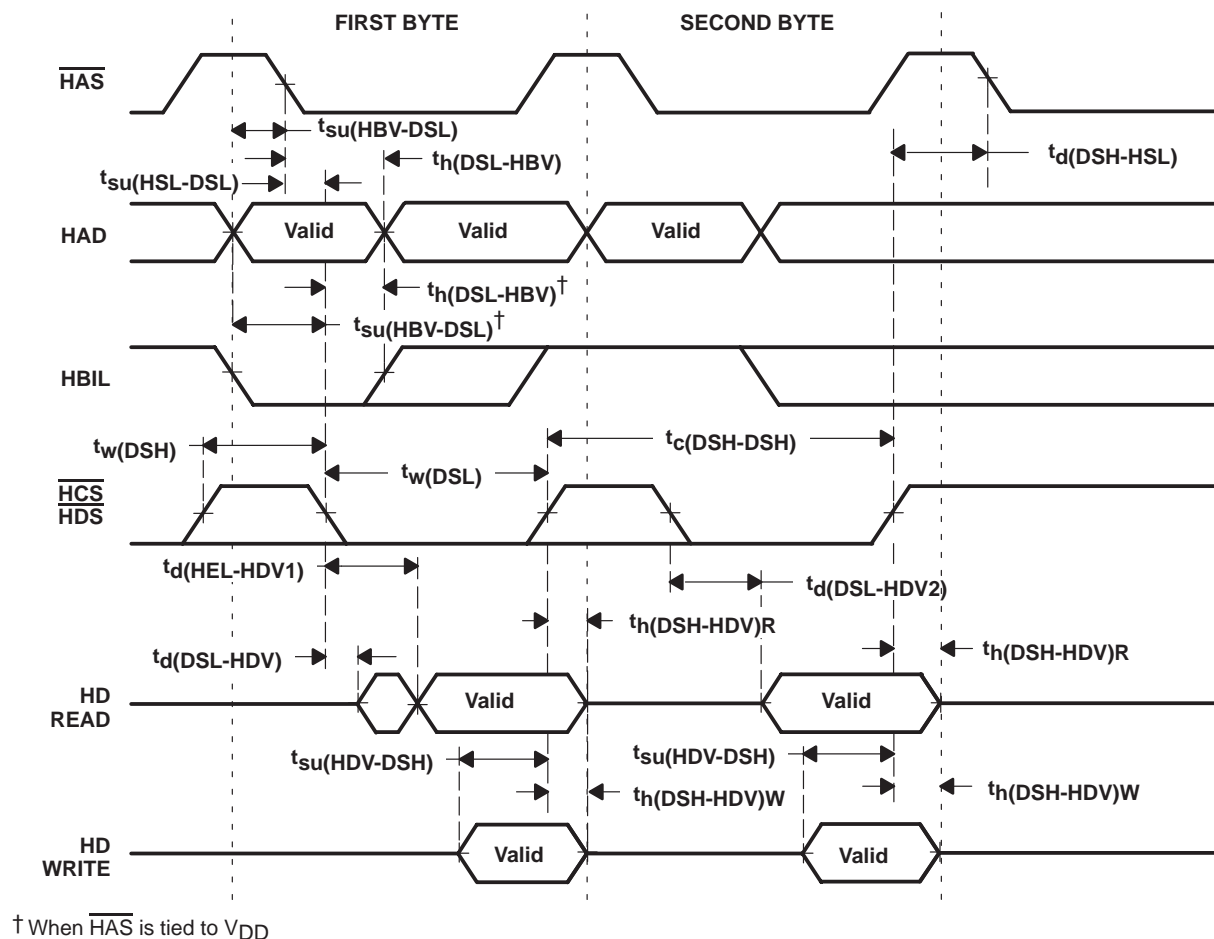 FIRST BYTE
SECOND BYTE
HAS
tsu(HBV-DSL)
th(DSL-HBV)
td(DSH-HSL)
tsu(HSL-DSL)
HAD
Valid
Valid
Valid
th(DSL-HBV)†
tsu(HBV-DSL)†
HBIL
tw(DSH)
tc(DSH-DSH)
tw(DSL)
HCS
HDS
td(HEL-HDV1)
td(DSL-HDV2)
th(DSH-HDV)R
td(DSL-HDV)
th(DSH-HDV)R
HD
READ
Valid
Valid
tsu(HDV-DSH)
tsu(HDV-DSH)
th(DSH-HDV)W
th(DSH-HDV)W
HD
WRITE
Valid
Valid
† When HAS is tied to VDD